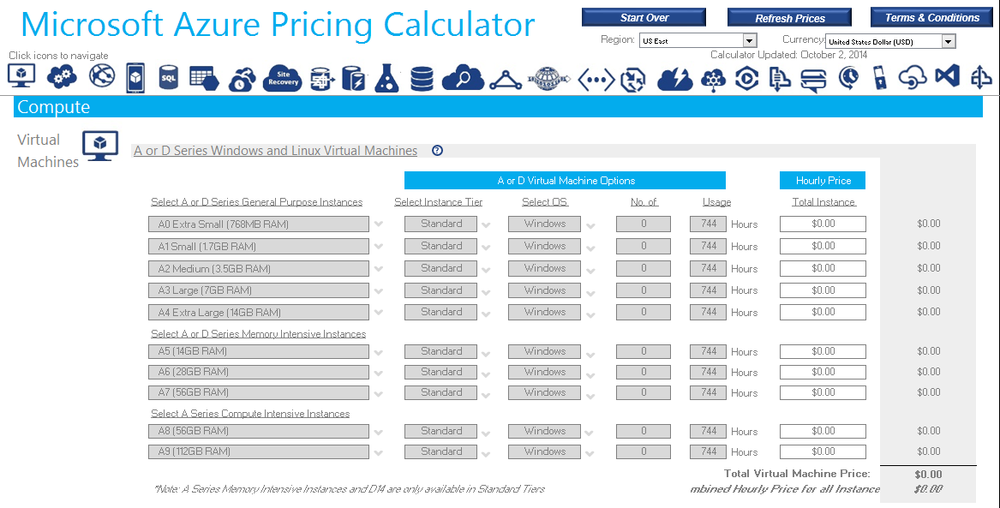 Microsoft Azure Pricing Calculator
Start Over Refresh Prices Terms & Conditions
Region: US East Currency: United States Dollar (USD)
Click icons to navigate Calculator Updated: October 2, 2014
SQL Site Recovery
Compute
Virtual Machines
A or D Series Windows and Linux Virtual Machines ?
A or D Virtual Machine Options Hourly Price
Select A or D Series General Purpose Instances Select Instance Tier Select OS No. of Usage Total Instance
A0 Extra Small (768MB RAM) Standard Windows 0 744 Hours $0.00 $0.00
A1 Small (1.7GB RAM) Standard Windows 0 744 Hours $0.00 $0.00
A2 Medium (3.5GB RAM) Standard Windows 0 744 Hours $0.00 $0.00
A3 Large (7GB RAM) Standard Windows 0 744 Hours $0.00 $0.00
A4 Extra Large (14GB RAM) Standard Windows 0 744 Hours $0.00 $0.00
Select A or D Series Memory Intensive Instances
A5 (14GB RAM) Standard Windows 0 744 Hours $0.00 $0.00
A6 (28GB RAM) Standard Windows 0 744 Hours $0.00 $0.00
A7 (56GB RAM) Standard Windows 0 744 Hours $0.00 $0.00
Select A Series Compute Intensive Instances
A8 (56GB RAM) Standard Windows 0 744 Hours $0.00 $0.00
A9 (112GB RAM) Standard Windows 0 744 Hours $0.00 $0.00
Total Virtual Machine Price: $0.00
*Note: A Series Memory Intensive Instances and D14 are only available in Standard Tiers mbined Hourly Price for all Instance $0.00